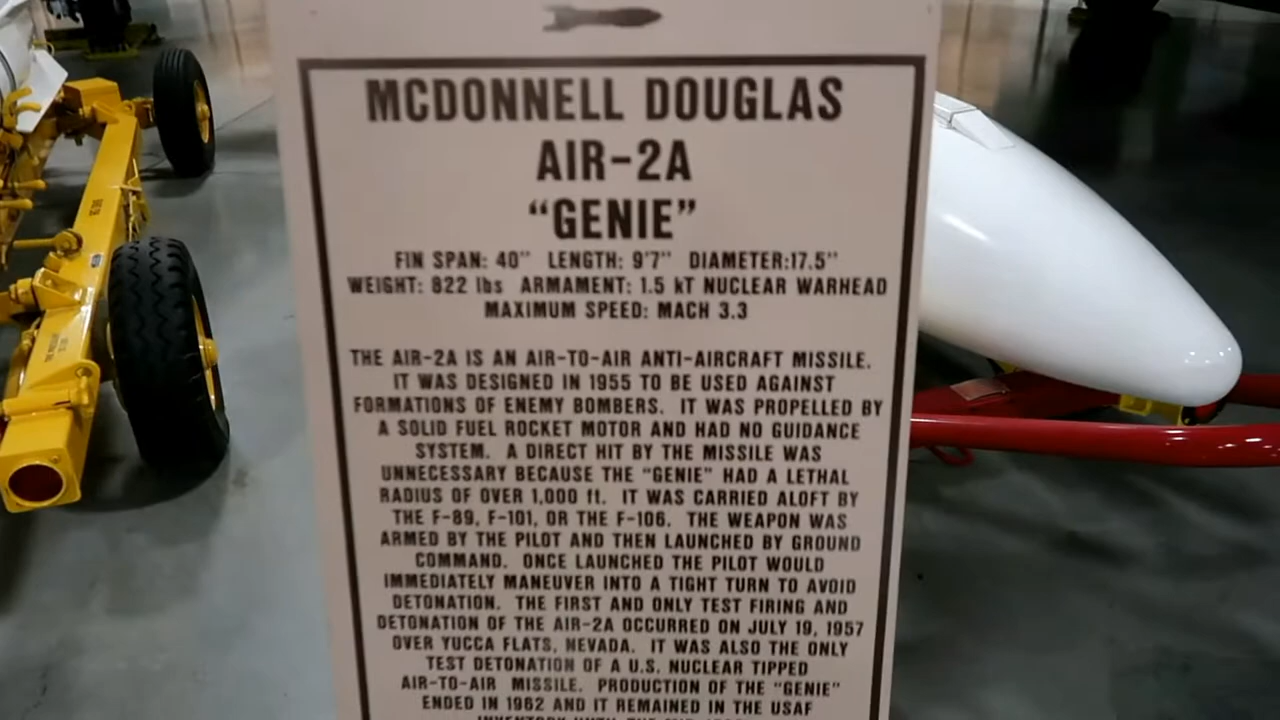 MCDONNELL DOUGLAS
AIR-2A
“GENIE”
FIN SPAN: 40" LENGTH: 9'7" DIAMETER:17.5"
WEIGHT: 822 lbs ARMAMENT: 1.5 kT NUCLEAR WARHEAD
MAXIMUM SPEED: MACH 3.3
THE AIR-2A IS AN AIR-TO-AIR ANTI-AIRCRAFT MISSILE.
IT WAS DESIGNED IN 1955 TO BE USED AGAINST
FORMATIONS OF ENEMY BOMBERS. IT WAS PROPELLED BY
A SOLID FUEL ROCKET MOTOR AND HAD NO GUIDANCE
SYSTEM. A DIRECT HIT BY THE MISSILE WAS
UNNECESSARY BECAUSE THE "GENIE" HAD A LETHAL
RADIUS OF OVER 1,000 ft. IT WAS CARRIED ALOFT BY
THE F-89, F-101, OR THE F-106. THE WEAPON WAS
ARMED BY THE PILOT AND THEN LAUNCHED BY GROUND
COMMAND. ONCE LAUNCHED THE PILOT WOULD
IMMEDIATELY MANEUVER INTO A TIGHT TURN TO AVOID
DETONATION. THE FIRST AND ONLY TEST FIRING AND
DETONATION OF THE AIR-2A OCCURRED ON JULY 19, 1957
OVER YUCCA FLATS, NEVADA. IT WAS ALSO THE ONLY
TEST DETONATION OF A U.S. NUCLEAR TIPPED
AIR-TO-AIR MISSILE. PRODUCTION OF THE "GENIE"
ENDED IN 1962 AND IT REMAINED IN THE USAF